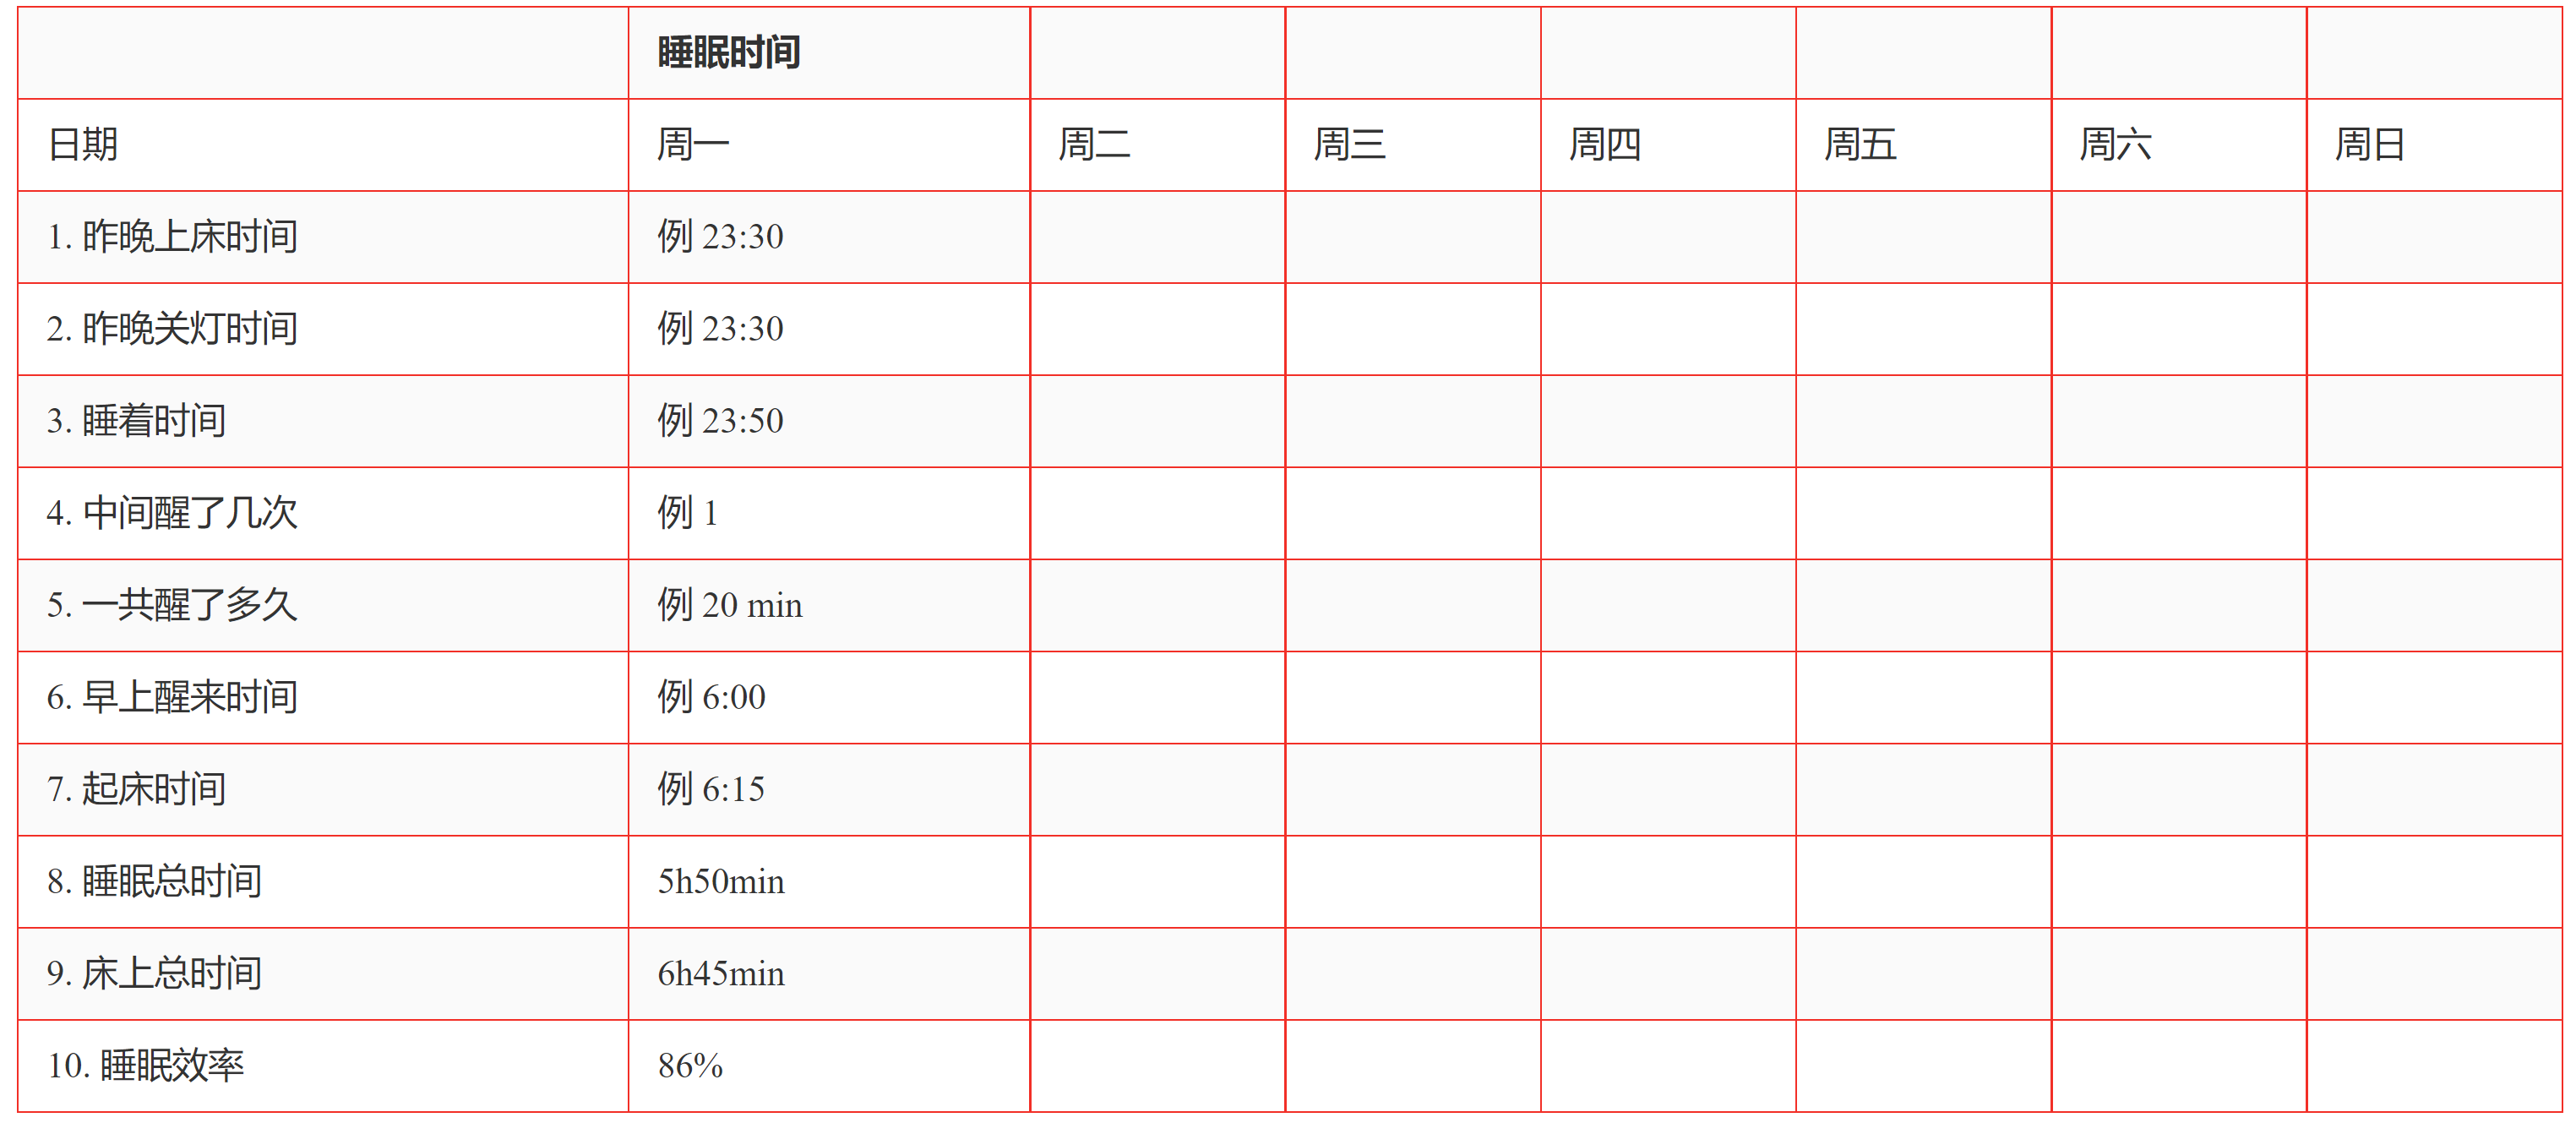 睡眠时间
日期 周一 周二 周三 周四 周五 周六 周日
1. 昨晚上床时间 例 23:30
2. 昨晚关灯时间 例 23:30
3. 睡着时间 例 23:50
4. 中间醒了几次 例 1
5. 一共醒了多久 例 20 min
6. 早上醒来时间 例 6:00
7. 起床时间 例 6:15
8. 睡眠总时间 5h50min
9. 床上总时间 6h45min
10. 睡眠效率 86%